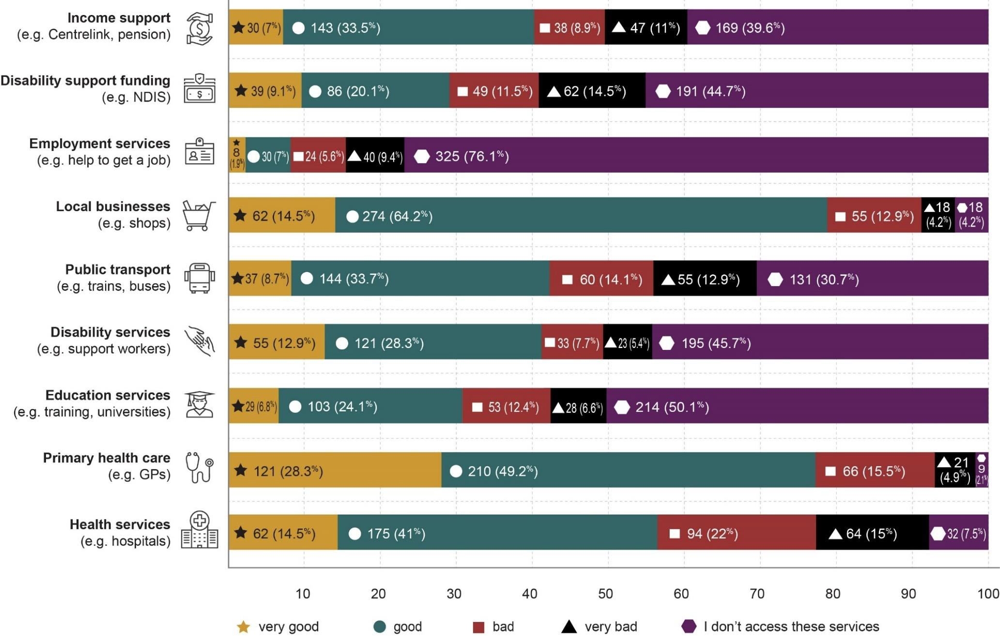 Income support
(e.g. Centrelink, pension)
30 (7%) 143 (33.5%) 38 (8.9%) 47 (11%) 169 (39.6%)
Disability support funding
(e.g. NDIS)
39 (9.1%) 86 (20.1%) 49 (11.5%) 62 (14.5%) 191 (44.7%)
Employment services
(e.g. help to get a job)
8 (1.9%) 30 (7%) 24 (5.6%) 40 (9.4%) 325 (76.1%)
Local businesses
(e.g. shops)
62 (14.5%) 274 (64.2%) 55 (12.9%) 18 (4.2%) 18 (4.2%)
Public transport
(e.g. trains, buses)
37 (8.7%) 144 (33.7%) 60 (14.1%) 55 (12.9%) 131 (30.7%)
Disability services
(e.g. support workers)
55 (12.9%) 121 (28.3%) 33 (7.7%) 23 (5.4%) 195 (45.7%)
Education services
(e.g. training, universities)
29 (6.8%) 103 (24.1%) 53 (12.4%) 28 (6.6%) 214 (50.1%)
Primary health care
(e.g. GPs)
121 (28.3%) 210 (49.2%) 66 (15.5%) 21 (4.9%) 9 (2.1%)
Health services
(e.g. hospitals)
62 (14.5%) 175 (41%) 94 (22%) 64 (15%) 32 (7.5%)
10 20 30 40 50 60 70 80 90 100
very good good bad very bad I don't access these services